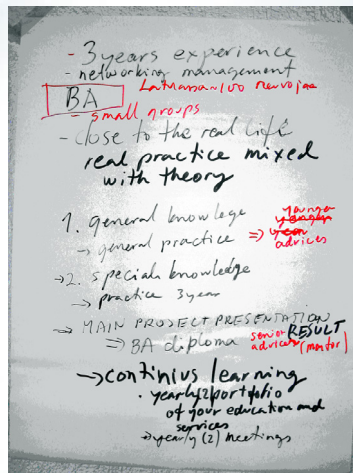 - 3 years experience
- networking management
BA
- small groups
- close to the real life
real practice mixed
with theory
1. general knowlege
→ general practice ⇒
younger
advices
→2. special knowledge
→ practice 3 year
→ MAIN PROJECT PRESENTATION
⇒ BA diploma
senior RESULT
advices (mentor)
→ continius learning
• yearly(2) portfolio
of your education and
services
→ yearly (2) meetings